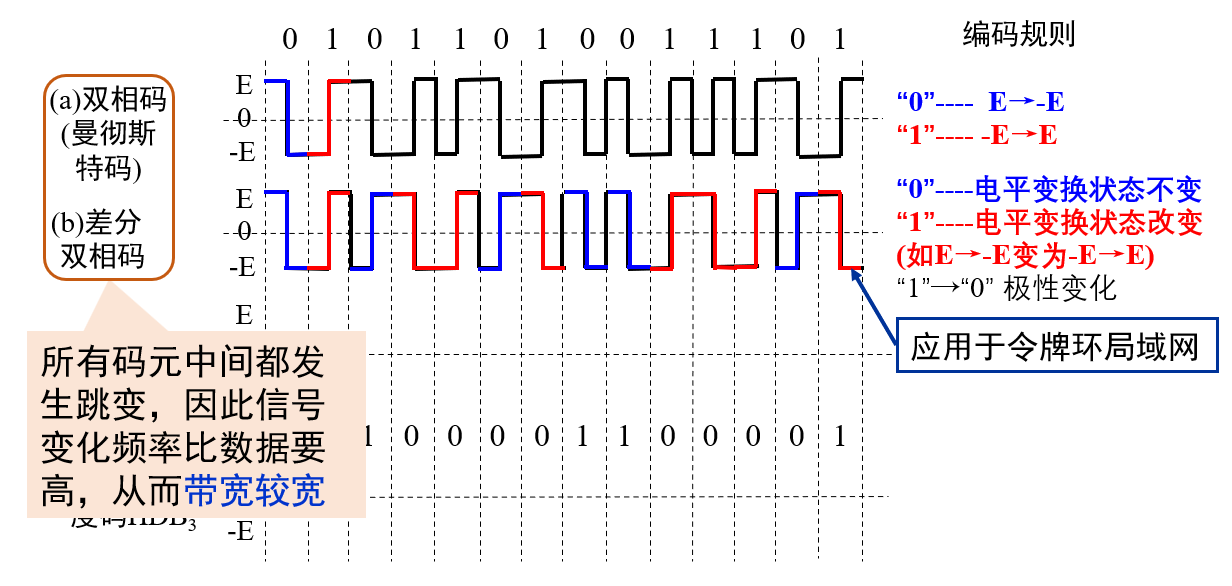 0 1 0 1 1 0 1 0 0 1 1 1 0 1
编码规则
(a)双相码
(曼彻斯
特码)
E
0
-E
“0”---- E→-E
“1”---- -E→E
(b)差分
双相码
E
0
-E
“0”----电平变换状态不变
“1”----电平变换状态改变
(如E→-E变为-E→E)
“1”→“0” 极性变化
E
应用于令牌环局域网
所有码元中间都发
生跳变，因此信号
变化频率比数据要
高，从而带宽较宽
1 0 0 0 0 1 1 0 0 0 0 1
度码HDB3
-E